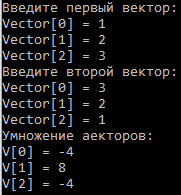 Введите первый вектор:
Vector[0] = 1
Vector[1] = 2
Vector[2] = 3
Введите второй вектор:
Vector[0] = 3
Vector[1] = 2
Vector[2] = 1
Умножение аекторов:
V[0] = -4
V[1] = 8
V[2] = -4